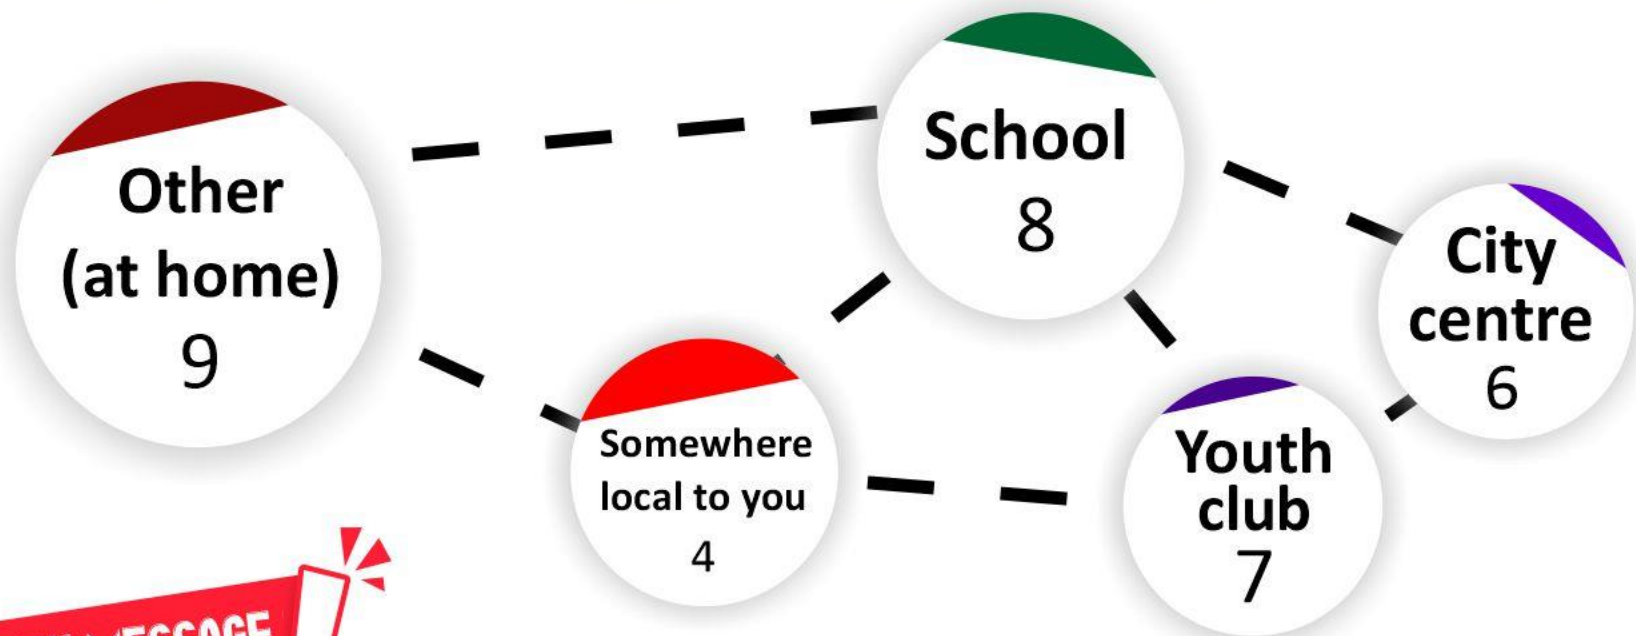 Other
(at home)
9
School
8
City
centre
6
Somewhere
local to you
4
Youth
club
7